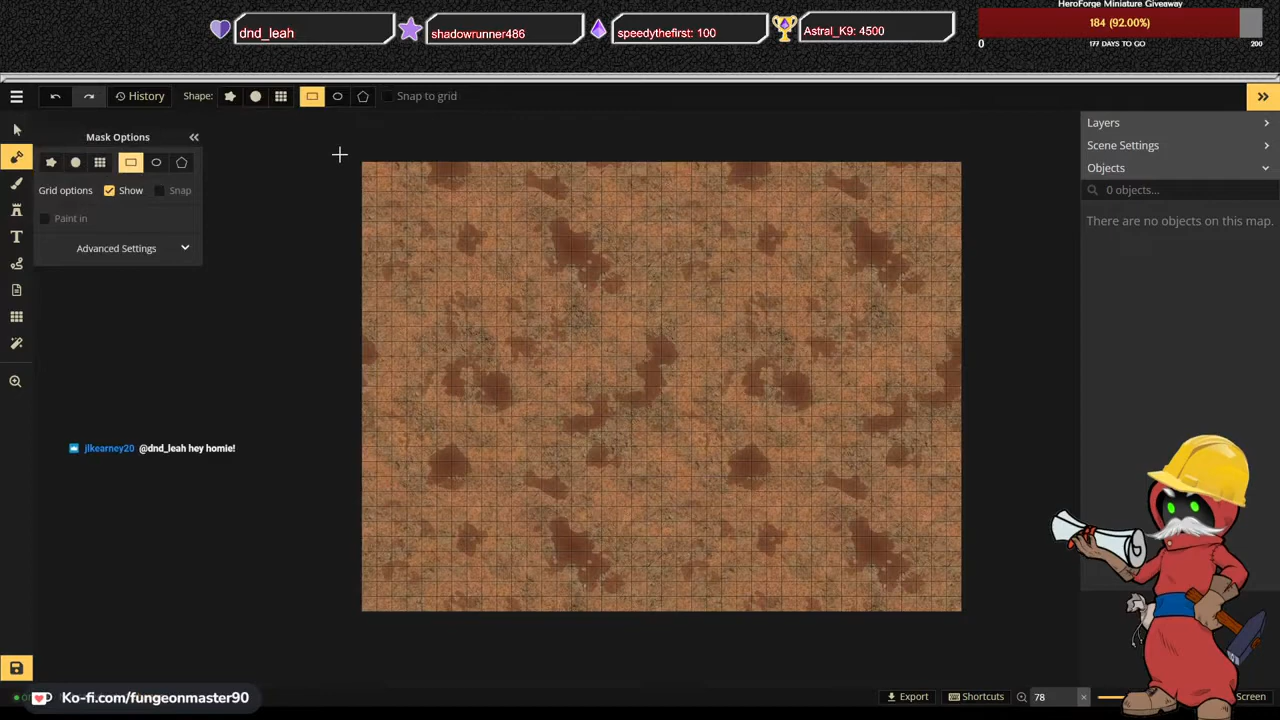 HeroForge Miniature Giveaway
dnd_leah
shadowrunner486
speedythefirst: 100
Astral_K9: 4500
184 (92.00%)
0
177 DAYS TO GO
200
History
Shape:
Snap to grid
Mask Options
Grid options
Show
Snap
Paint in
Advanced Settings
Layers
Scene Settings
Objects
0 objects...
There are no objects on this map.
jlkearney20 @dnd_leah hey homie!
Ko-fi.com/fungeonmaster90
Export
Shortcuts
78
Screen